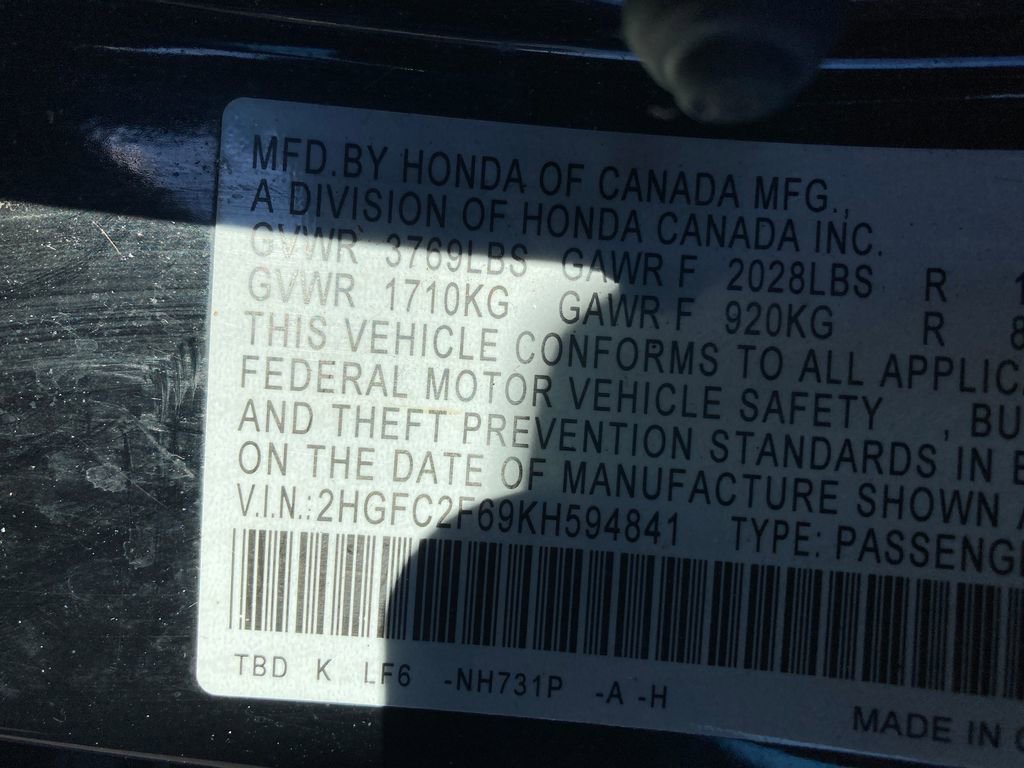 MFD. BY HONDA OF CANADA MFG.,
A DIVISION OF HONDA CANADA INC.
GVWR 3769LBS GAWR F 2028LBS R 1
GVWR 1710KG GAWR F 920KG R 8
THIS VEHICLE CONFORMS TO ALL APPLIC
FEDERAL MOTOR VEHICLE SAFETY , BU
AND THEFT PREVENTION STANDARDS IN E
ON THE DATE OF MANUFACTURE SHOWN A
V.I.N.:2HGFC2F69KH594841 TYPE: PASSENG
TBD K LF6 -NH731P -A -H
MADE IN C